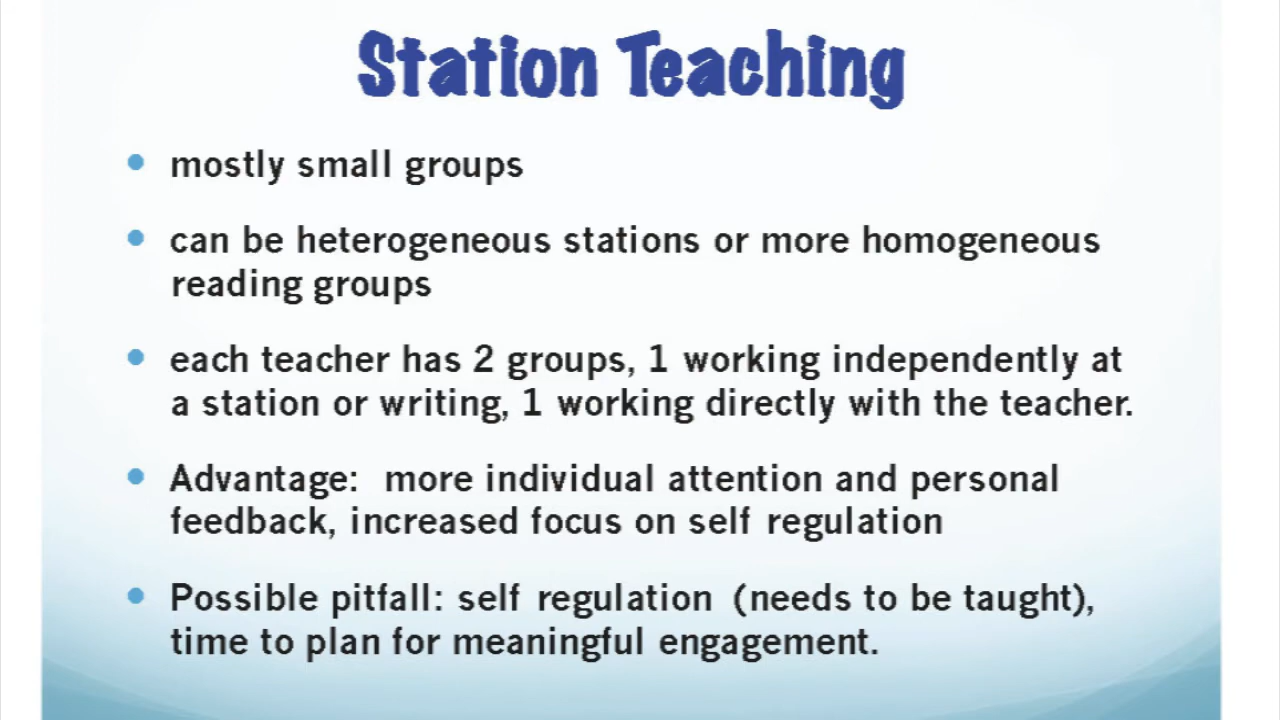 Station Teaching
mostly small groups
can be heterogeneous stations or more homogeneous
reading groups
each teacher has 2 groups, 1 working independently at
a station or writing, 1 working directly with the teacher.
Advantage:  more individual attention and personal
feedback, increased focus on self regulation
Possible pitfall: self regulation (needs to be taught),
time to plan for meaningful engagement.